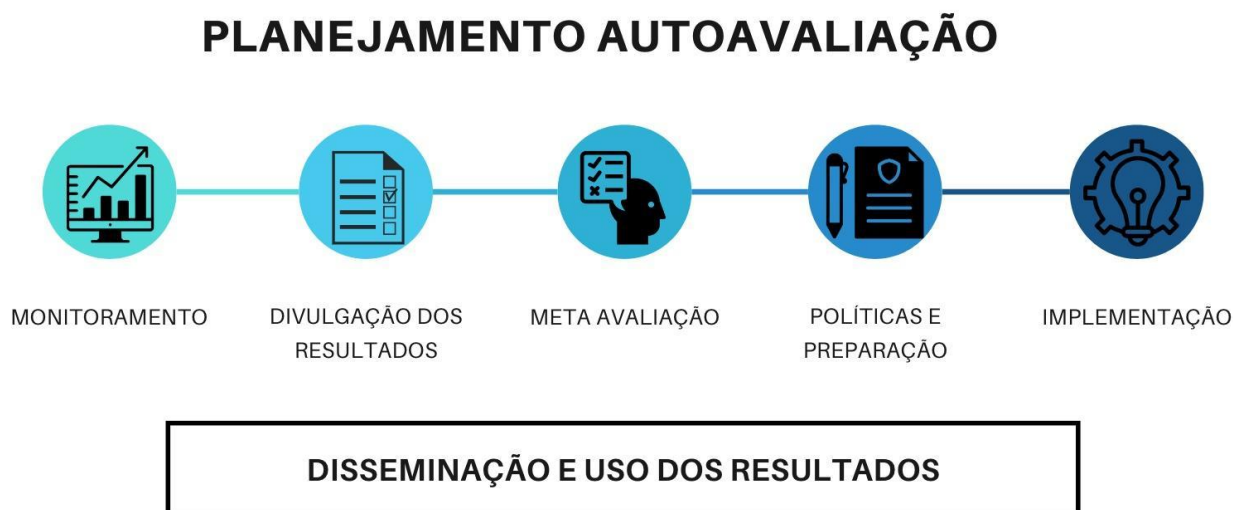 PLANEJAMENTO AUTOAVALIAÇÃO
MONITORAMENTO
DIVULGAÇÃO DOS
RESULTADOS
META AVALIAÇÃO
POLÍTICAS E
PREPARAÇÃO
IMPLEMENTAÇÃO
DISSEMINAÇÃO E USO DOS RESULTADOS